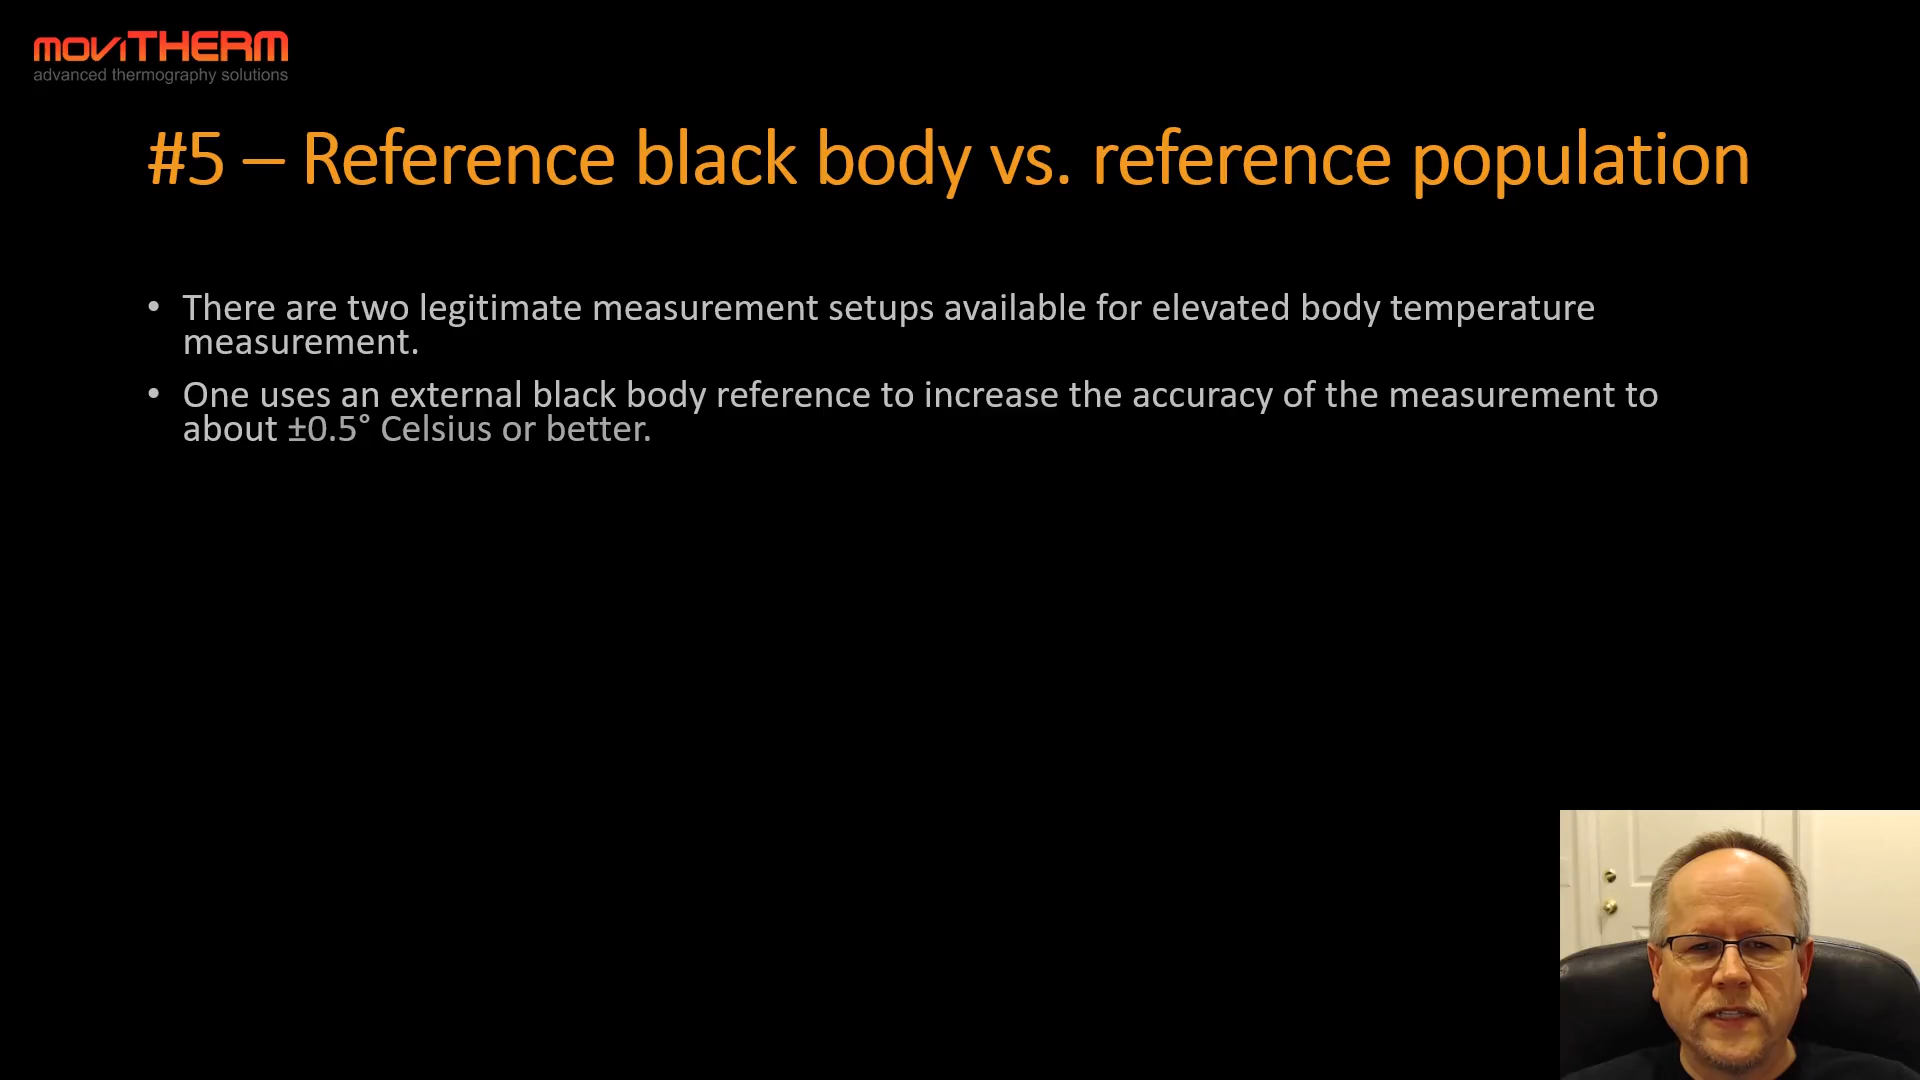 moviTHERM
advanced thermography solutions
#5 – Reference black body vs. reference population
• There are two legitimate measurement setups available for elevated body temperature
measurement.
• One uses an external black body reference to increase the accuracy of the measurement to
about ±0.5° Celsius or better.